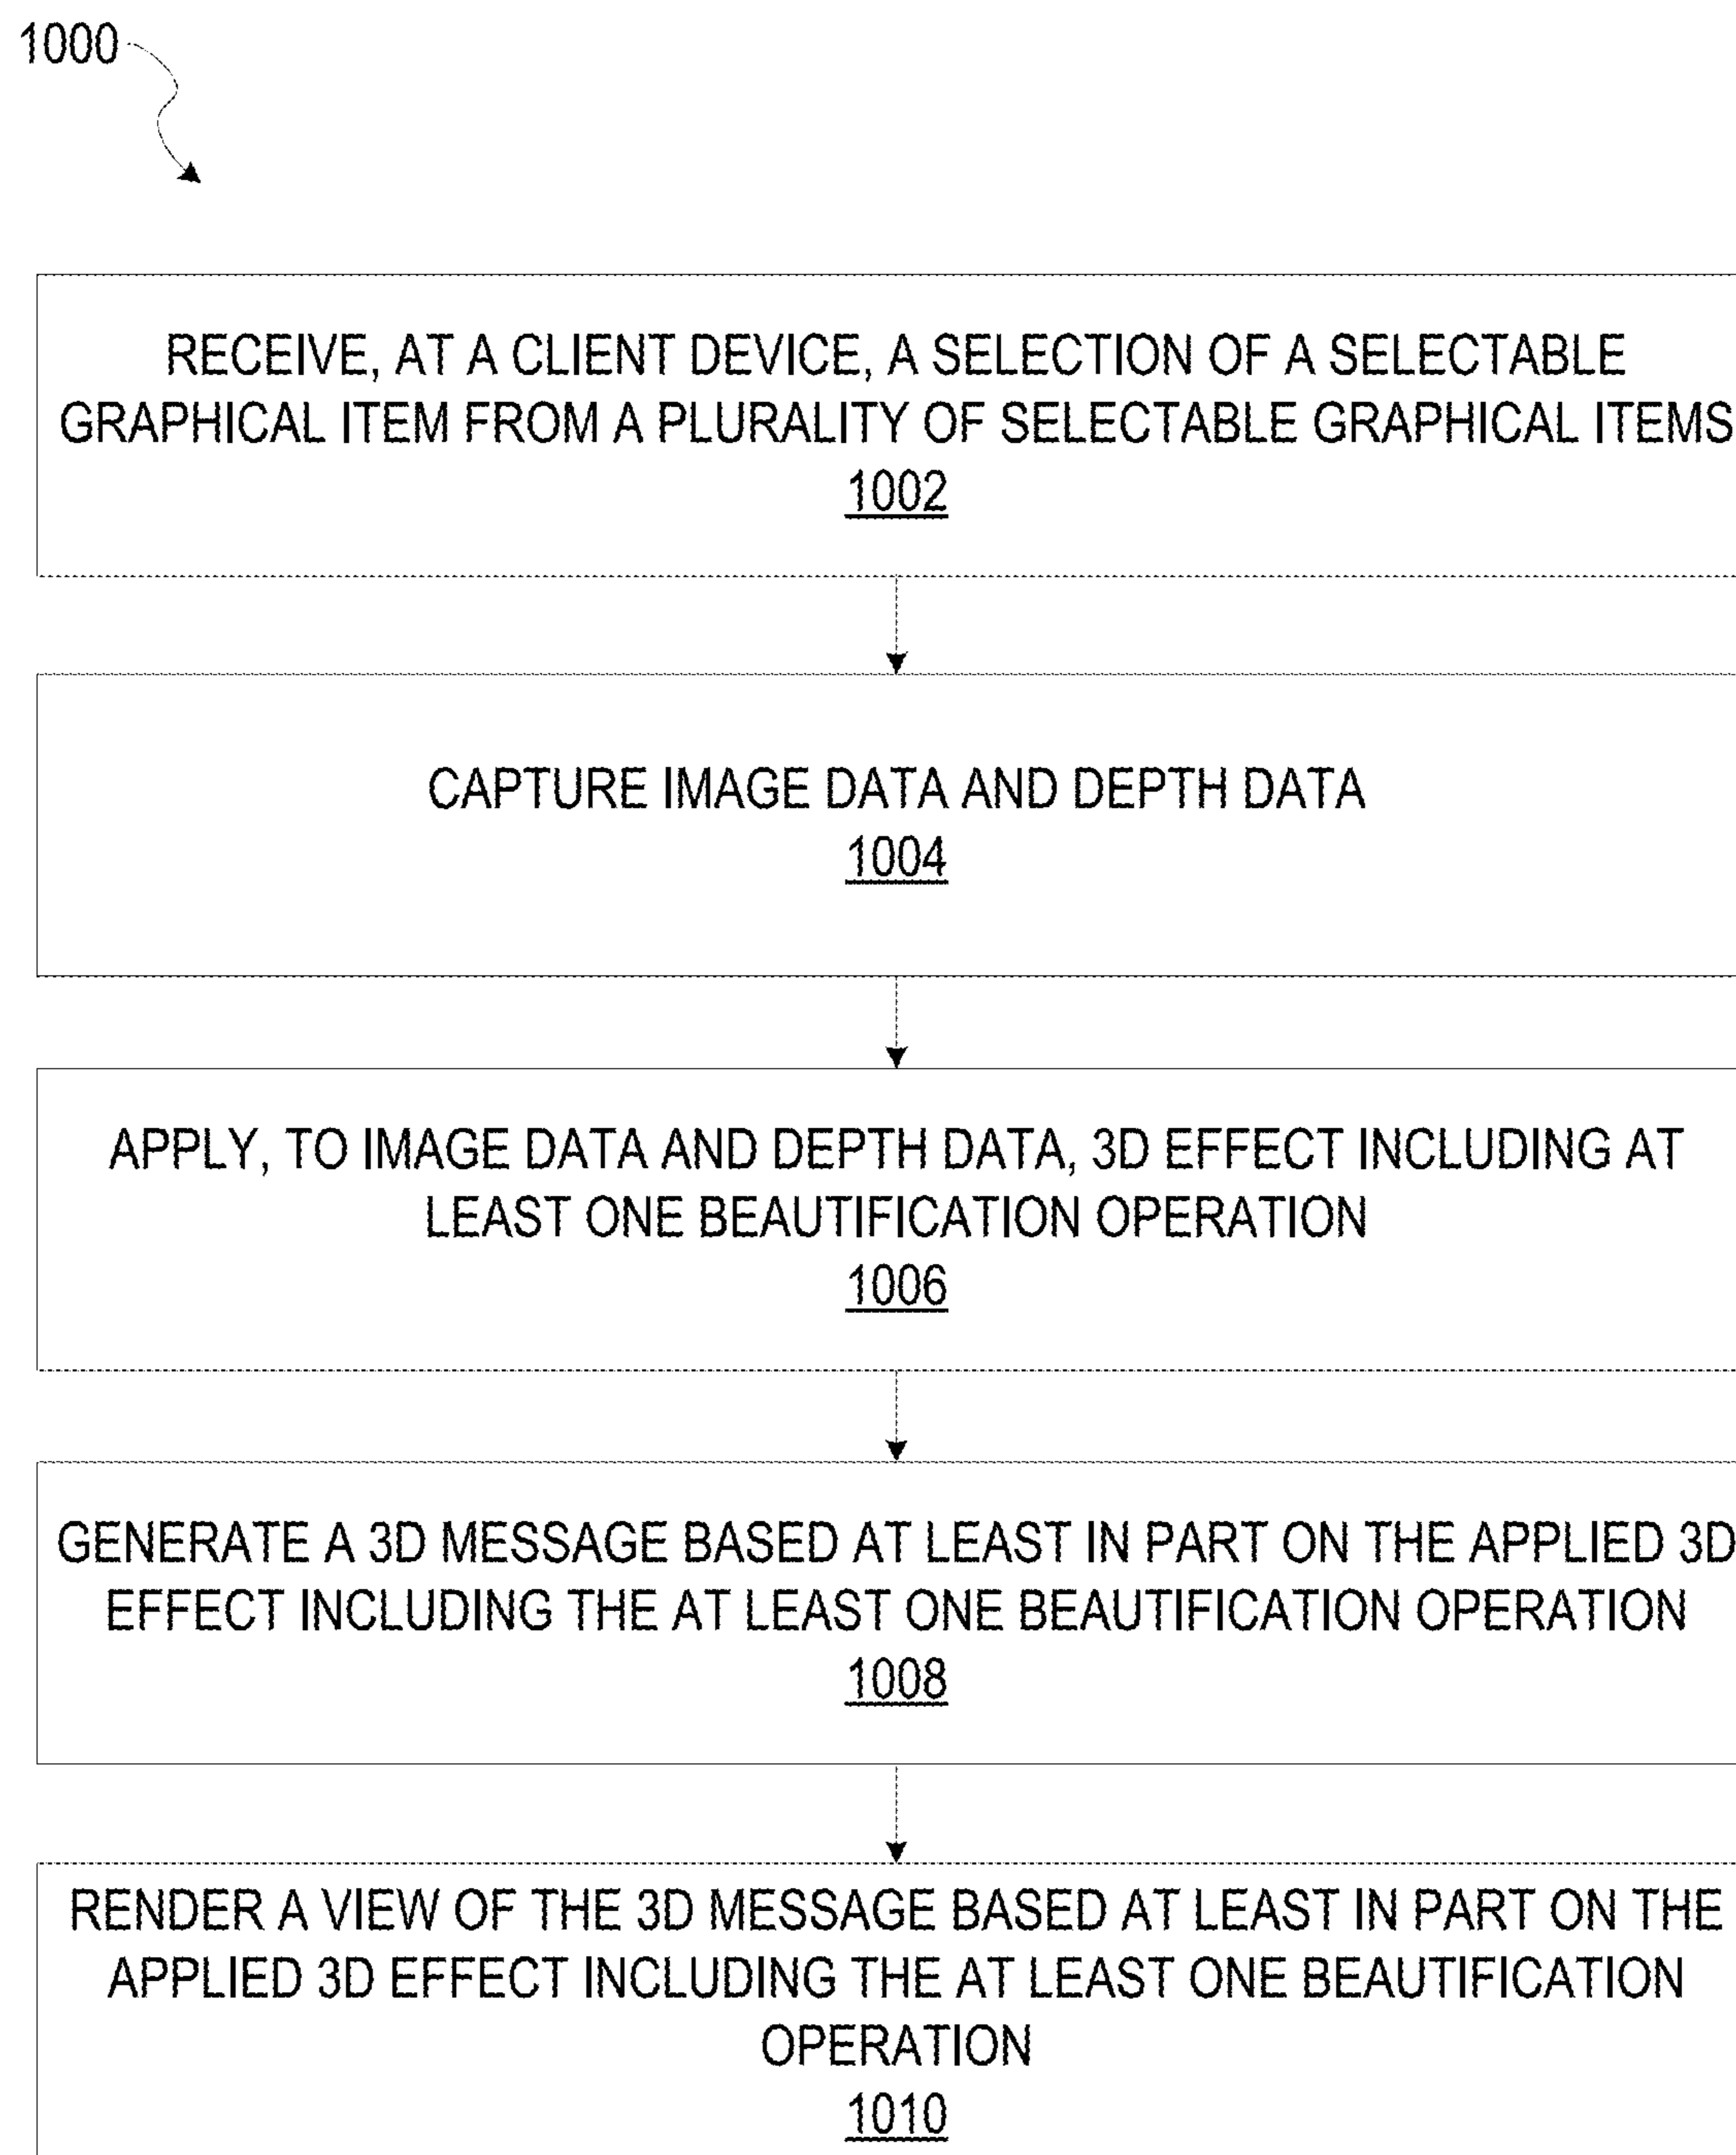 1000
RECEIVE, AT A CLIENT DEVICE, A SELECTION OF A SELECTABLE
GRAPHICAL ITEM FROM A PLURALITY OF SELECTABLE GRAPHICAL ITEMS
1002
CAPTURE IMAGE DATA AND DEPTH DATA
1004
APPLY, TO IMAGE DATA AND DEPTH DATA, 3D EFFECT INCLUDING AT
LEAST ONE BEAUTIFICATION OPERATION
1006
GENERATE A 3D MESSAGE BASED AT LEAST IN PART ON THE APPLIED 3D
EFFECT INCLUDING THE AT LEAST ONE BEAUTIFICATION OPERATION
1008
RENDER A VIEW OF THE 3D MESSAGE BASED AT LEAST IN PART ON THE
APPLIED 3D EFFECT INCLUDING THE AT LEAST ONE BEAUTIFICATION
OPERATION
1010